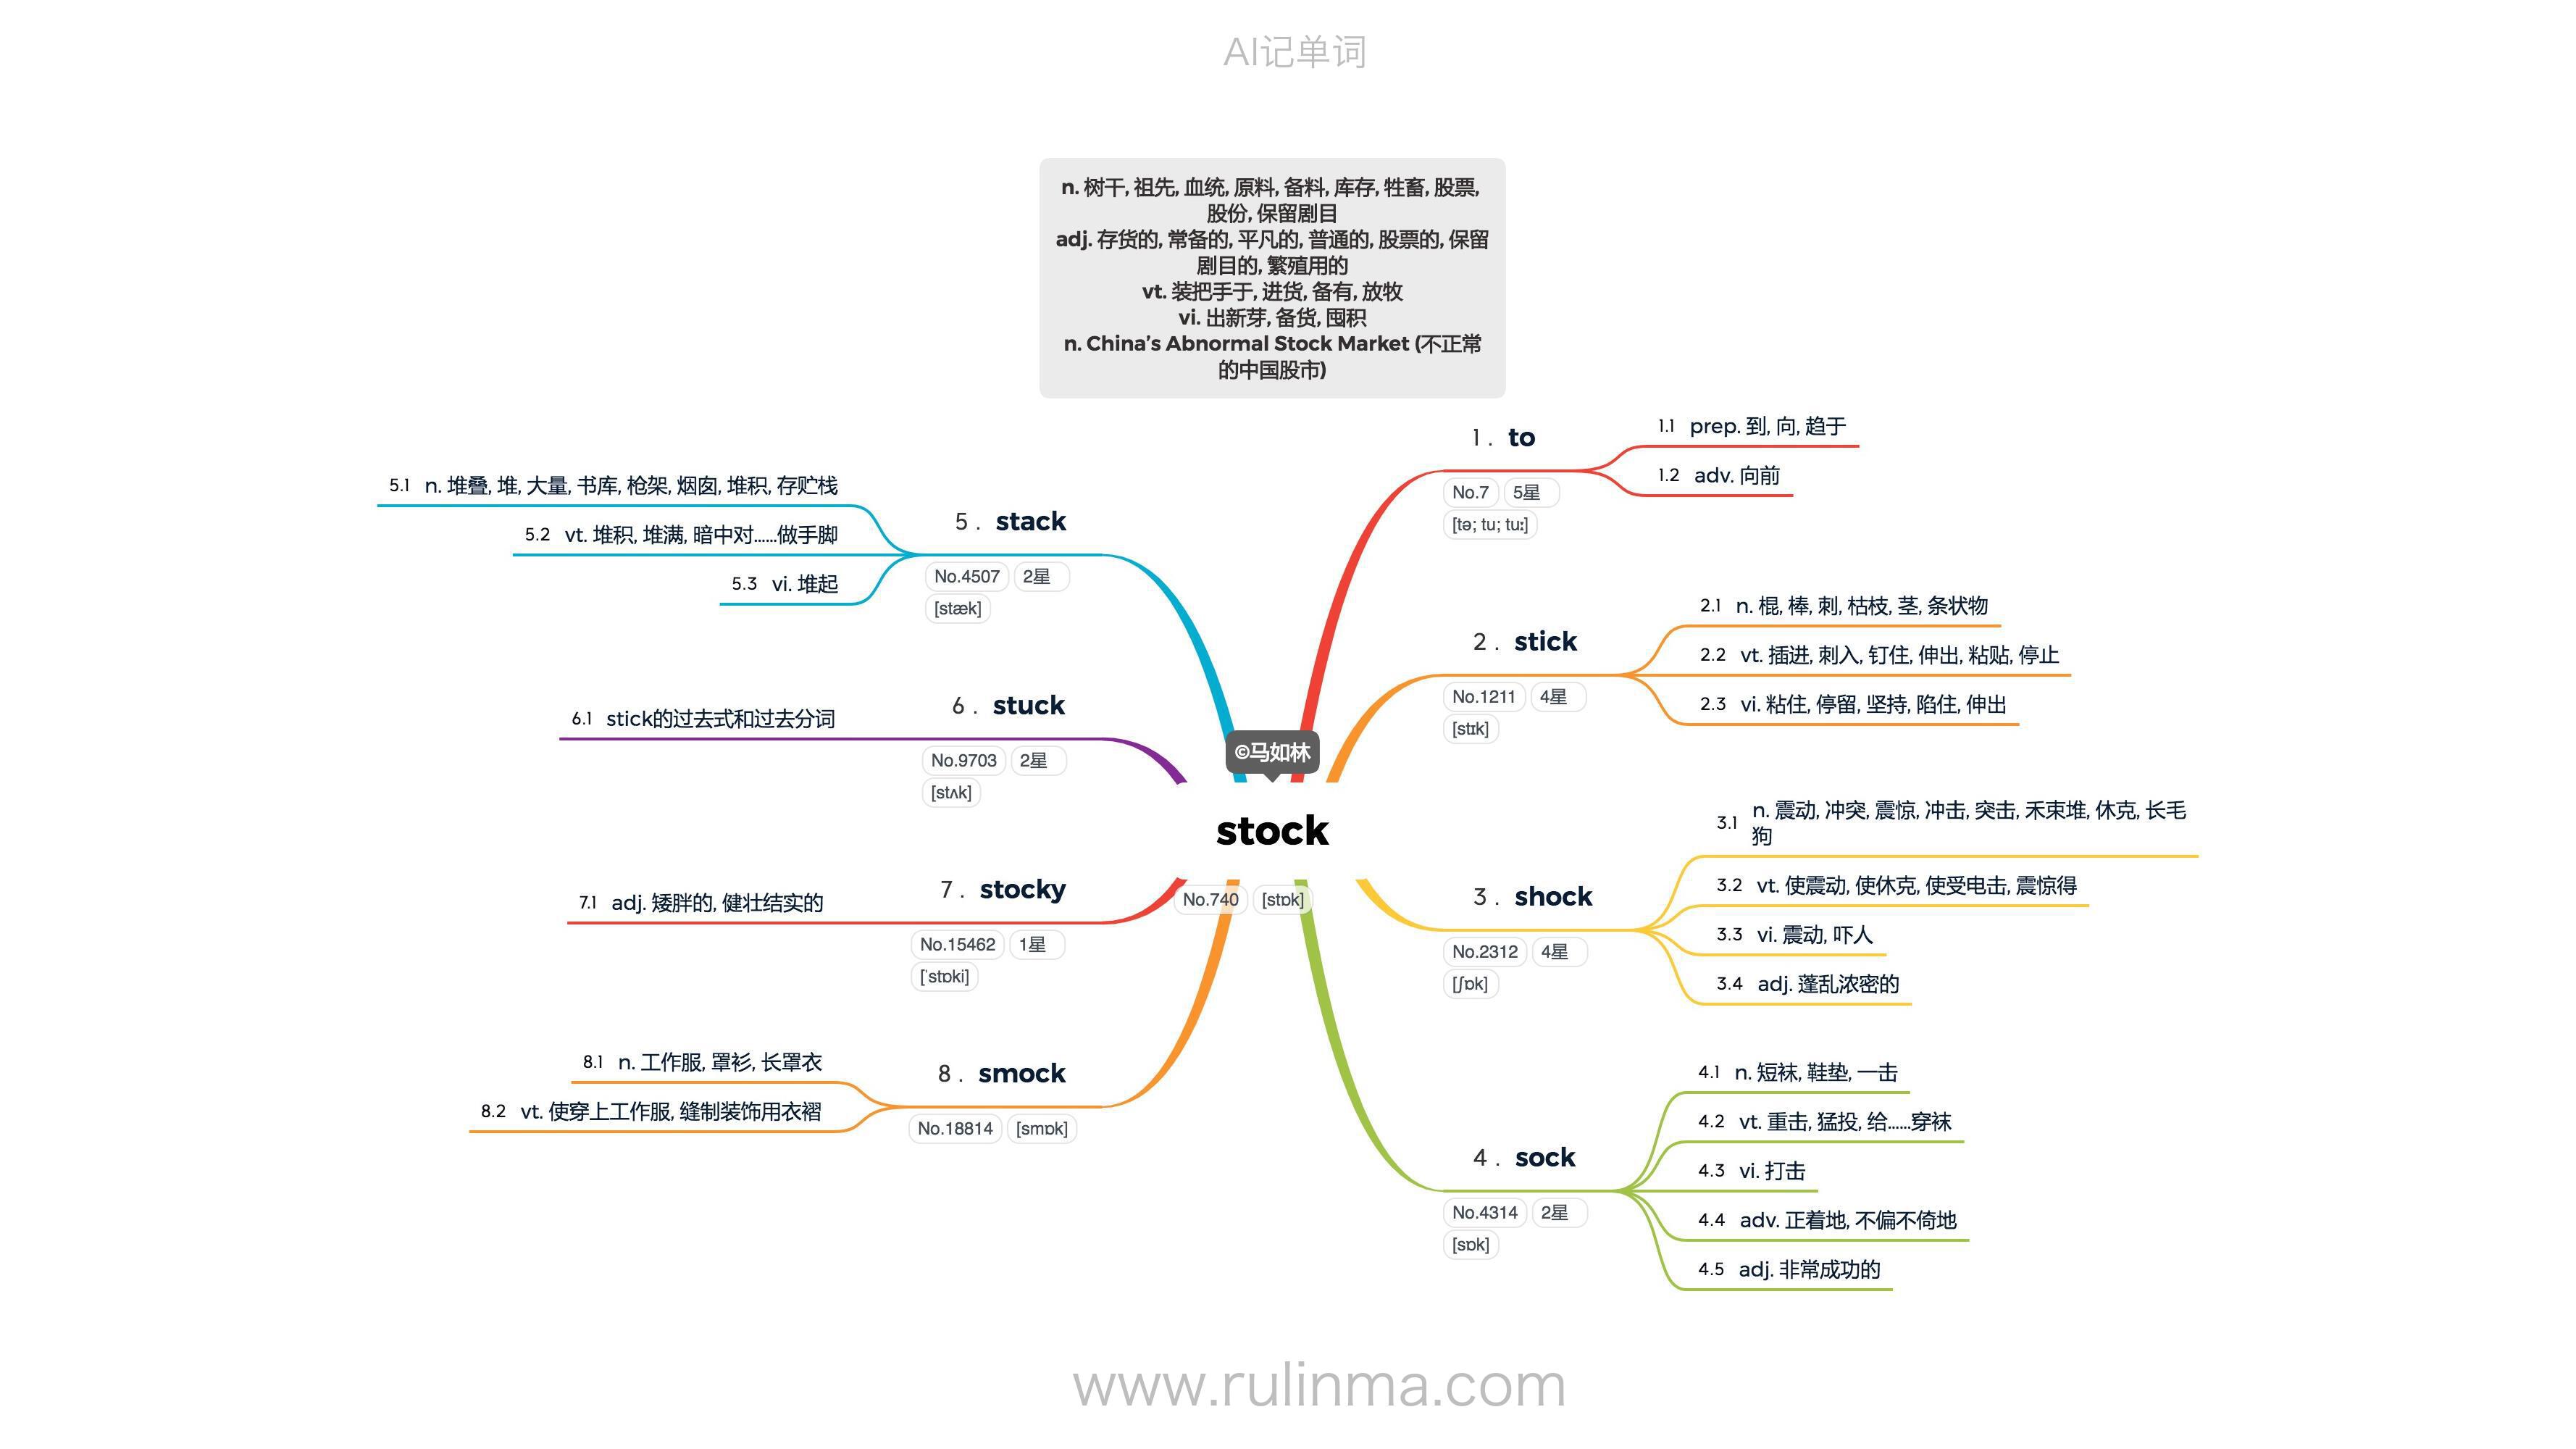 AI记单词
n. 树干, 祖先, 血统, 原料, 备料, 库存, 牲畜, 股票,
股份, 保留剧目
adj. 存货的, 常备的, 平凡的, 普通的, 股票的, 保留
剧目的, 繁殖用的
vt. 装把手于, 进货, 备有, 放牧
vi. 出新芽, 备货, 囤积
n. China’s Abnormal Stock Market (不正常
的中国股市)
©马如林
stock
No.740 [stɒk]
1 . to
No.7 5星
[tə; tu; tuː]
1.1 prep. 到, 向, 趋于
1.2 adv. 向前
2 . stick
No.1211 4星
[stɪk]
2.1 n. 棍, 棒, 刺, 枯枝, 茎, 条状物
2.2 vt. 插进, 刺入, 钉住, 伸出, 粘贴, 停止
2.3 vi. 粘住, 停留, 坚持, 陷住, 伸出
3 . shock
No.2312 4星
[ʃɒk]
3.1 n. 震动, 冲突, 震惊, 冲击, 突击, 禾束堆, 休克, 长毛
狗
3.2 vt. 使震动, 使休克, 使受电击, 震惊得
3.3 vi. 震动, 吓人
3.4 adj. 蓬乱浓密的
4 . sock
No.4314 2星
[sɒk]
4.1 n. 短袜, 鞋垫, 一击
4.2 vt. 重击, 猛投, 给……穿袜
4.3 vi. 打击
4.4 adv. 正着地, 不偏不倚地
4.5 adj. 非常成功的
5 . stack
No.4507 2星
[stæk]
5.1 n. 堆叠, 堆, 大量, 书库, 枪架, 烟囱, 堆积, 存贮栈
5.2 vt. 堆积, 堆满, 暗中对……做手脚
5.3 vi. 堆起
6 . stuck
No.9703 2星
[stʌk]
6.1 stick的过去式和过去分词
7 . stocky
No.15462 1星
[ˈstɒki]
7.1 adj. 矮胖的, 健壮结实的
8 . smock
No.18814 [smɒk]
8.1 n. 工作服, 罩衫, 长罩衣
8.2 vt. 使穿上工作服, 缝制装饰用衣褶
www.rulinma.com